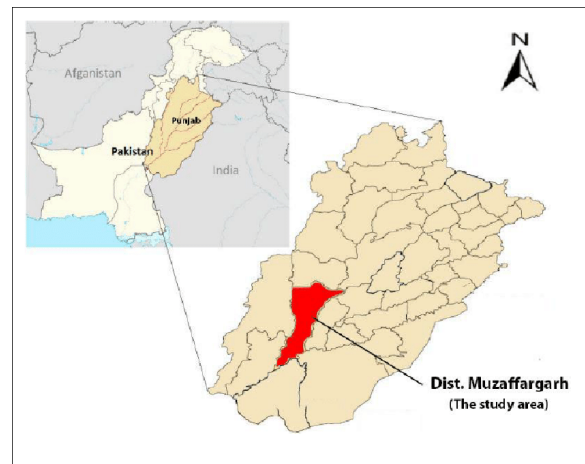 Afganistan
Punjab
Pakistan
India
N
Dist. Muzaffargarh
(The study area)